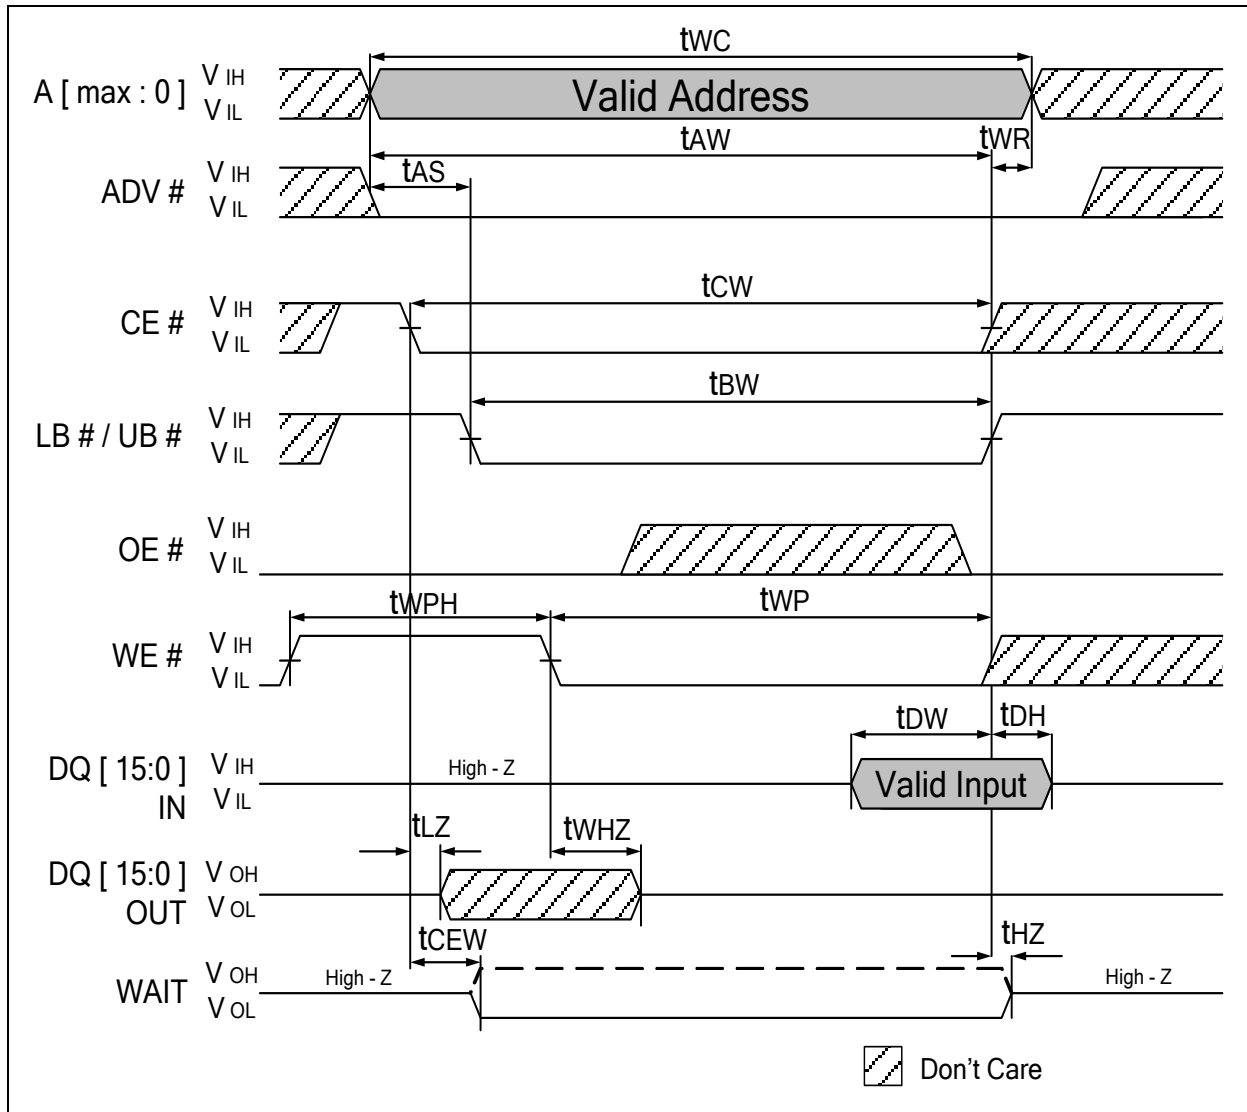 tWC
A [ max : 0 ] V IH
V IL
Valid Address
tAW
tWR
ADV # V IH
V IL
tAS
CE # V IH
V IL
tCW
LB # / UB # V IH
V IL
tBW
OE # V IH
V IL
tWPH
tWP
WE # V IH
V IL
tDW
tDH
DQ [ 15:0 ] V IH
IN V IL
High - Z
Valid Input
tLZ
tWHZ
DQ [ 15:0 ] V OH
OUT V OL
tCEW
tHZ
WAIT V OH
V OL
High - Z
High - Z
Don't Care